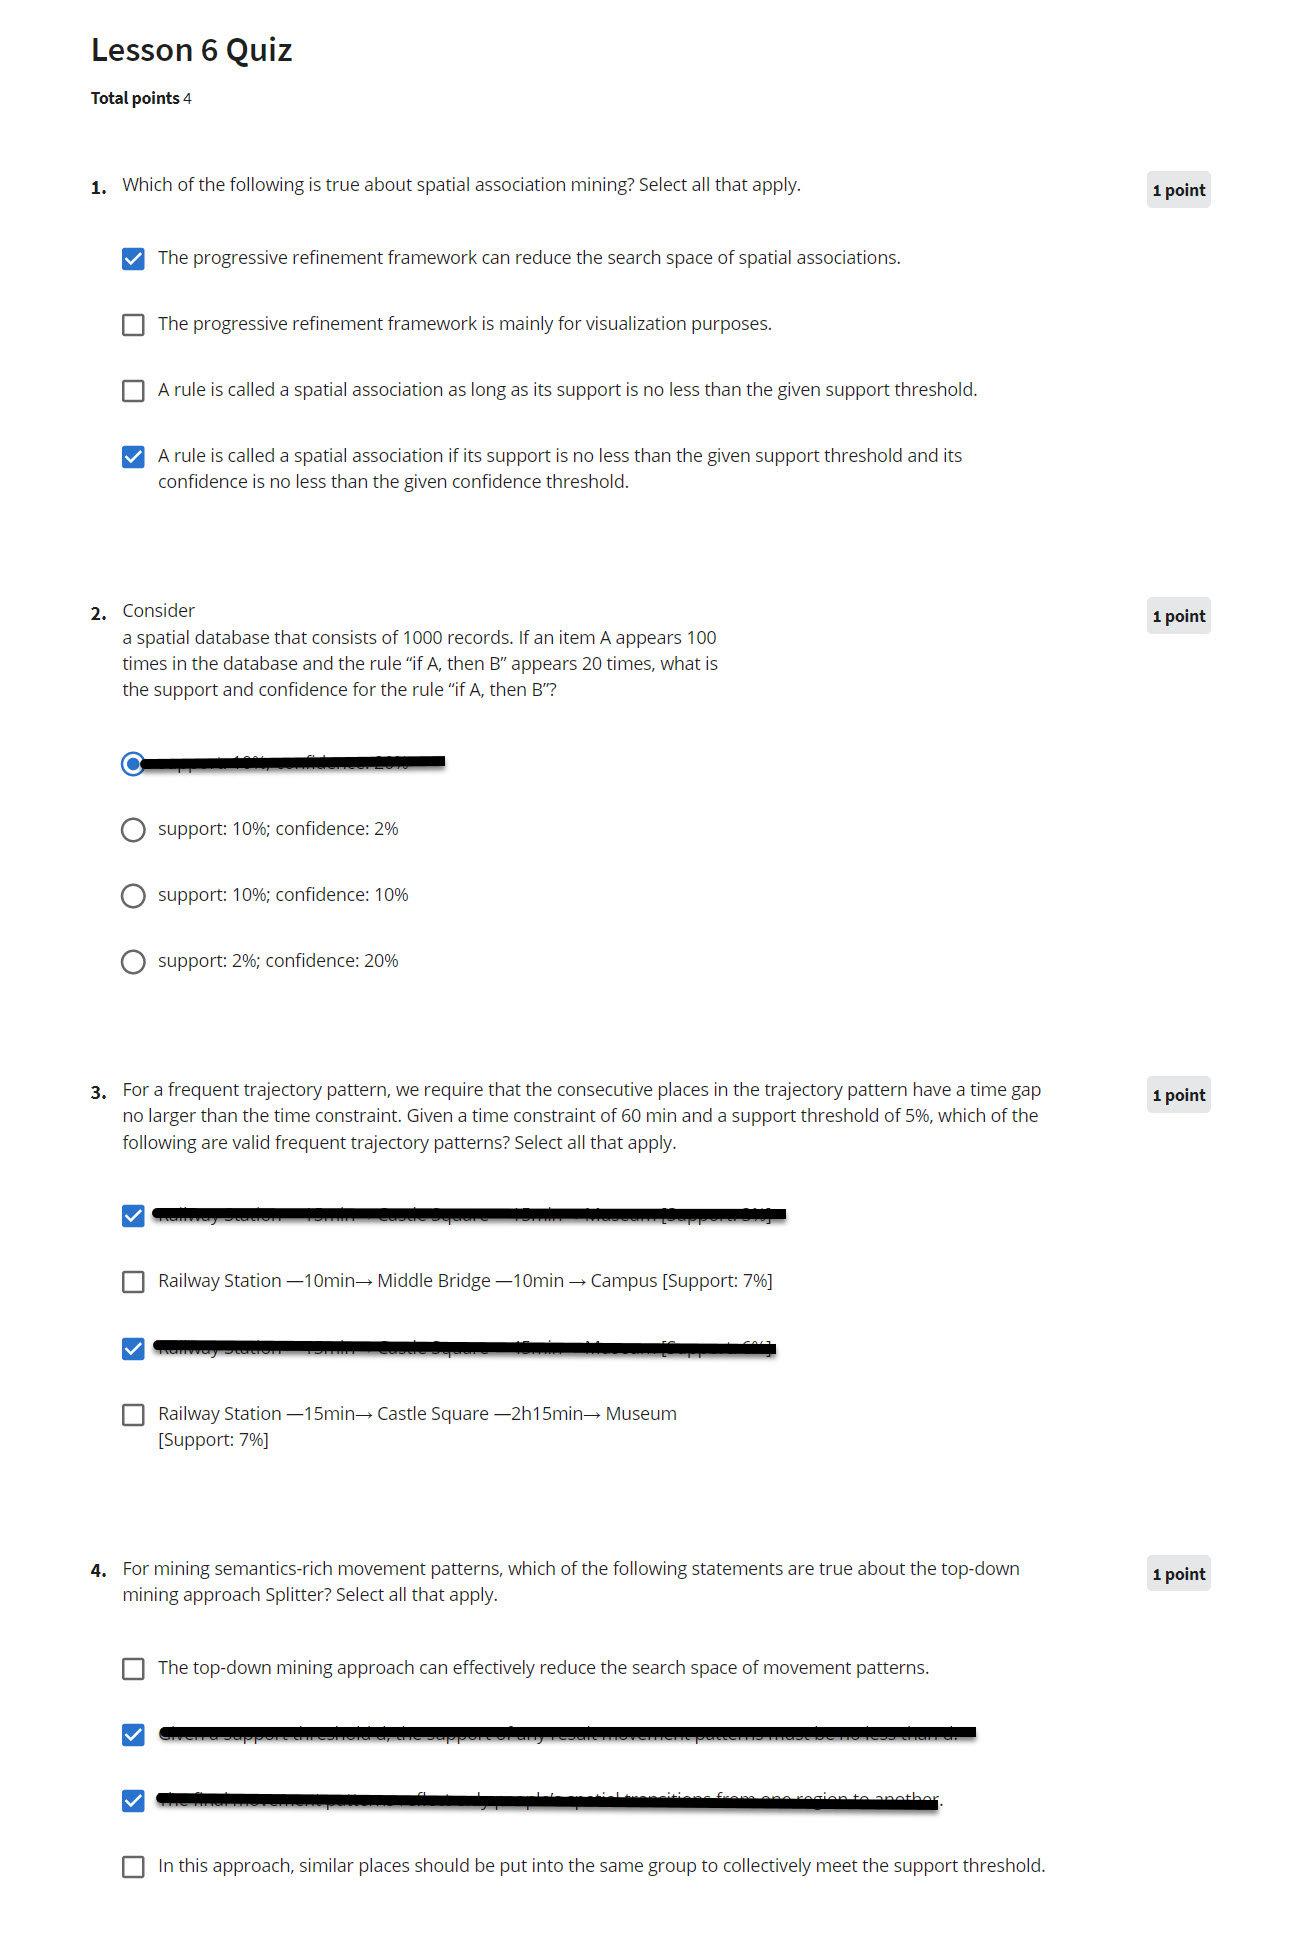 Lesson 6 Quiz
Total points 4
1. Which of the following is true about spatial association mining? Select all that apply.
1 point
The progressive refinement framework can reduce the search space of spatial associations.
The progressive refinement framework is mainly for visualization purposes.
A rule is called a spatial association as long as its support is no less than the given support threshold.
A rule is called a spatial association if its support is no less than the given support threshold and its
confidence is no less than the given confidence threshold.
2. Consider
1 point
a spatial database that consists of 1000 records. If an item A appears 100
times in the database and the rule “if A, then B” appears 20 times, what is
the support and confidence for the rule “if A, then B”?
support: 10%; confidence: 2%
support: 10%; confidence: 10%
support: 2%; confidence: 20%
3. For a frequent trajectory pattern, we require that the consecutive places in the trajectory pattern have a time gap
1 point
no larger than the time constraint. Given a time constraint of 60 min and a support threshold of 5%, which of the
following are valid frequent trajectory patterns? Select all that apply.
Railway Station —10min→ Middle Bridge —10min → Campus [Support: 7%]
Railway Station —15min→ Castle Square —2h15min→ Museum
[Support: 7%]
4. For mining semantics-rich movement patterns, which of the following statements are true about the top-down
1 point
mining approach Splitter? Select all that apply.
The top-down mining approach can effectively reduce the search space of movement patterns.
In this approach, similar places should be put into the same group to collectively meet the support threshold.